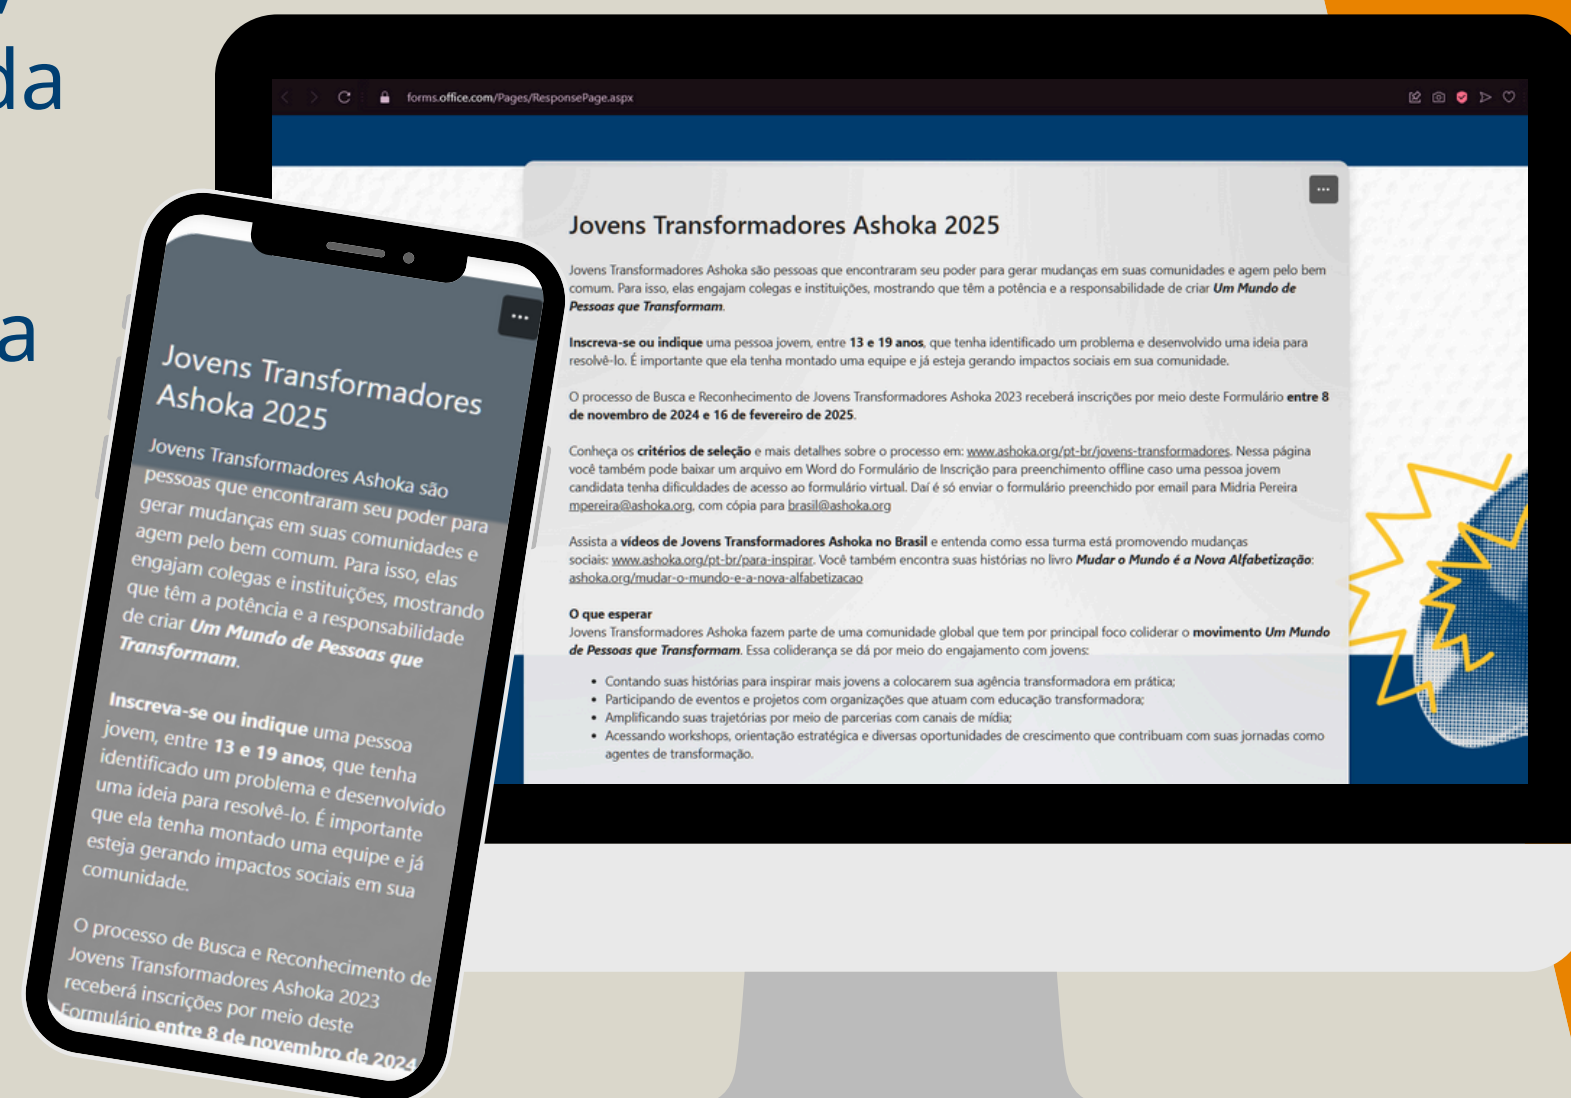 da
a
forms.office.com/Pages/ResponsePage.aspx
Jovens Transformadores Ashoka 2025
Jovens Transformadores Ashoka são pessoas que encontraram seu poder para gerar mudanças em suas comunidades e agem pelo bem
comum. Para isso, elas engajam colegas e instituições, mostrando que têm a potência e a responsabilidade de criar Um Mundo de
Pessoas que Transformam.
Inscreva-se ou indique uma pessoa jovem, entre 13 e 19 anos, que tenha identificado um problema e desenvolvido uma ideia para
resolvê-lo. É importante que ela tenha montado uma equipe e já esteja gerando impactos sociais em sua comunidade.
O processo de Busca e Reconhecimento de Jovens Transformadores Ashoka 2023 receberá inscrições por meio deste Formulário entre 8
de novembro de 2024 e 16 de fevereiro de 2025.
Conheça os critérios de seleção e mais detalhes sobre o processo em: www.ashoka.org/pt-br/jovens-transformadores. Nessa página
você também pode baixar um arquivo em Word do Formulário de Inscrição para preenchimento offline caso uma pessoa jovem
candidata tenha dificuldades de acesso ao formulário virtual. Daí é só enviar o formulário preenchido por email para Midria Pereira
mpereira@ashoka.org, com cópia para brasil@ashoka.org
Assista a vídeos de Jovens Transformadores Ashoka no Brasil e entenda como essa turma está promovendo mudanças
sociais: www.ashoka.org/pt-br/para-inspirar. Você também encontra suas histórias no livro Mudar o Mundo é a Nova Alfabetização:
ashoka.org/mudar-o-mundo-e-a-nova-alfabetizacao
O que esperar
Jovens Transformadores Ashoka fazem parte de uma comunidade global que tem por principal foco coliderar o movimento Um Mundo
de Pessoas que Transformam. Essa coliderança se dá por meio do engajamento com jovens:
• Contando suas histórias para inspirar mais jovens a colocarem sua agência transformadora em prática;
• Participando de eventos e projetos com organizações que atuam com educação transformadora;
• Amplificando suas trajetórias por meio de parcerias com canais de mídia;
• Acessando workshops, orientação estratégica e diversas oportunidades de crescimento que contribuam com suas jornadas como
agentes de transformação.
Jovens Transformadores
Ashoka 2025
Jovens Transformadores Ashoka são
pessoas que encontraram seu poder para
gerar mudanças em suas comunidades e
agem pelo bem comum. Para isso, elas
engajam colegas e instituições, mostrando
que têm a potência e a responsabilidade
de criar Um Mundo de Pessoas que
Transformam.
Inscreva-se ou indique uma pessoa
jovem, entre 13 e 19 anos, que tenha
identificado um problema e desenvolvido
uma ideia para resolvê-lo. É importante
que ela tenha montado uma equipe e já
esteja gerando impactos sociais em sua
comunidade.
O processo de Busca e Reconhecimento de
Jovens Transformadores Ashoka 2023
receberá inscrições por meio deste
Formulário entre 8 de novembro de 2024